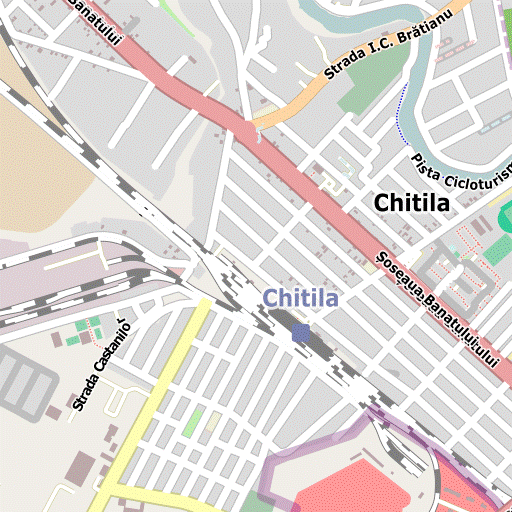 Banatului
Strada I.C. Brătianu
Pista Cicloturism
Chitila
Șoseaua Banatului
Chitila
Strada Castanilor